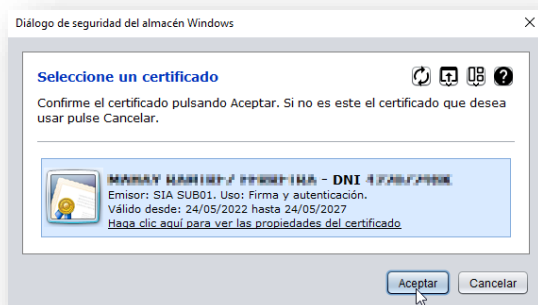 Diálogo de seguridad del almacén Windows
Seleccione un certificado
Confirme el certificado pulsando Aceptar. Si no es este el certificado que desea
usar pulse Cancelar.
- DNI
Emisor: SIA SUB01. Uso: Firma y autenticación.
Válido desde: 24/05/2022 hasta 24/05/2027
Haga clic aquí para ver las propiedades del certificado
Aceptar Cancelar